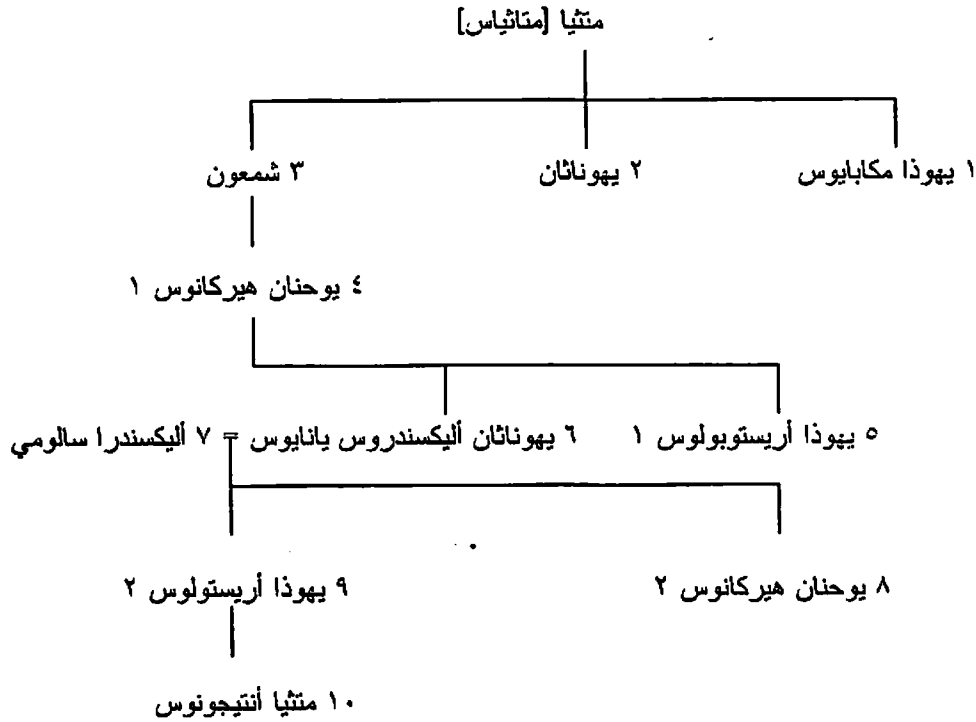 متثيا [متاثياس]
١ يهوذا مكابايوس
٢ يهوناثان
٣ شمعون
٤ يوحنان هيركانوس ١
٥ يهوذا أريستوبولوس ١
٦ يهوناثان أليكسندروس يانايوس = ٧ أليكسندرا سالومي
٨ يوحنان هيركانوس ٢
٩ يهوذا أريستولوس ٢
١٠ متثيا أنتيجونوس